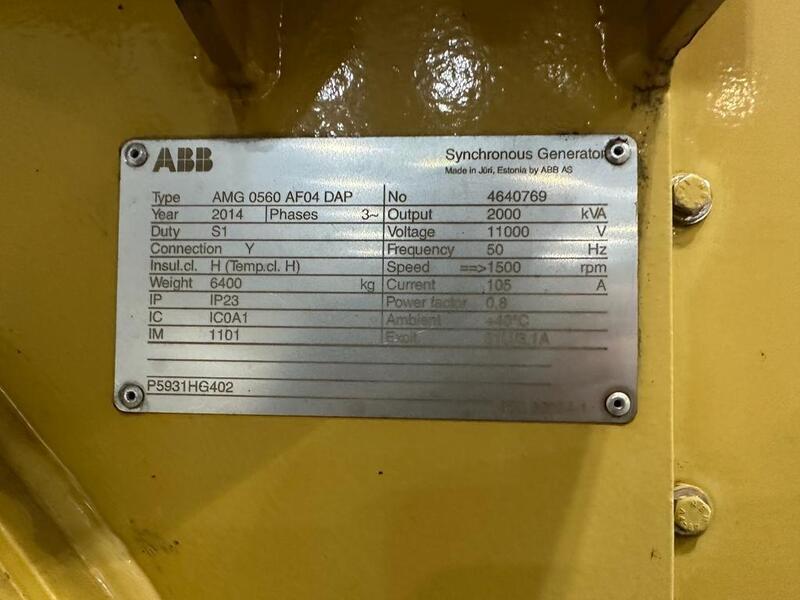 ABB
Synchronous Generator
Made in Jüri, Estonia by ABB AS
Type AMG 0560 AF04 DAP No 4640769
Year 2014 Phases 3~ Output 2000 kVA
Duty S1 Voltage 11000 V
Connection Y Frequency 50 Hz
Insul.cl. H (Temp.cl. H) Speed ==>1500 rpm
Weight 6400 kg Current 105 A
IP IP23 Power factor 0,8
IC IC0A1 Ambient +40°C
IM 1101 Excit.
P5931HG402